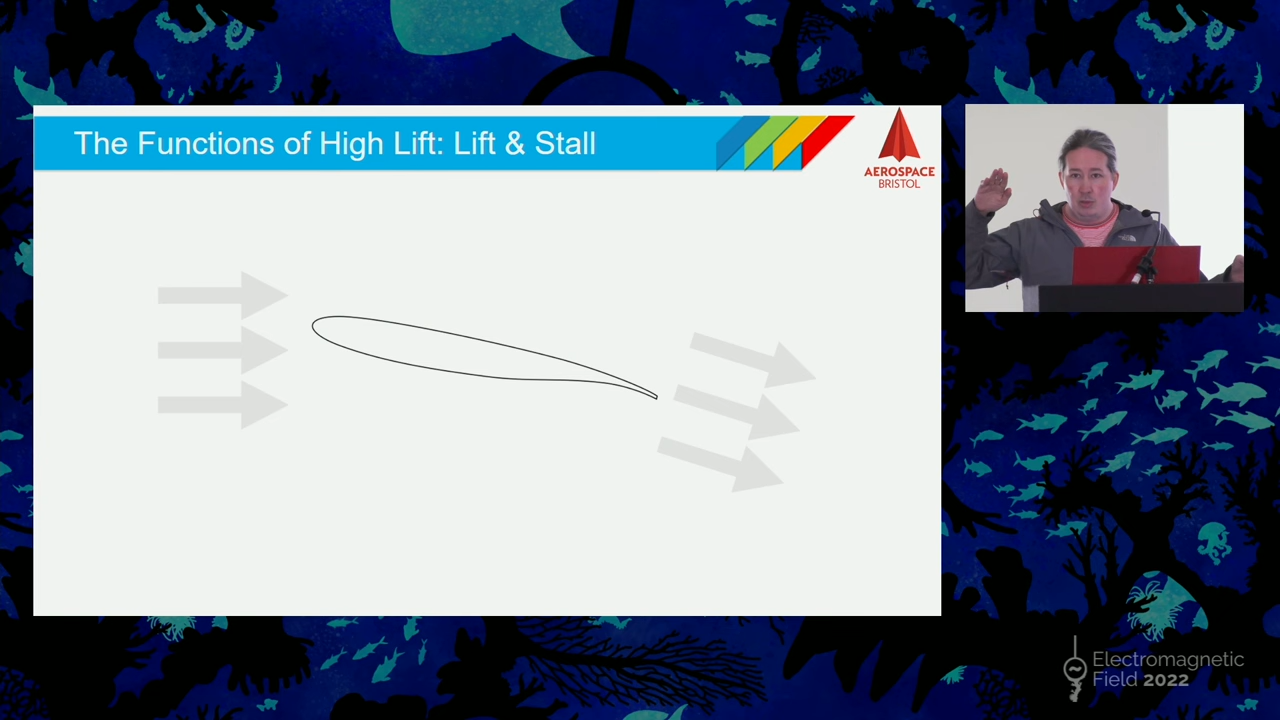 The Functions of High Lift: Lift & Stall
AEROSPACE
BRISTOL
Electromagnetic
Field 2022